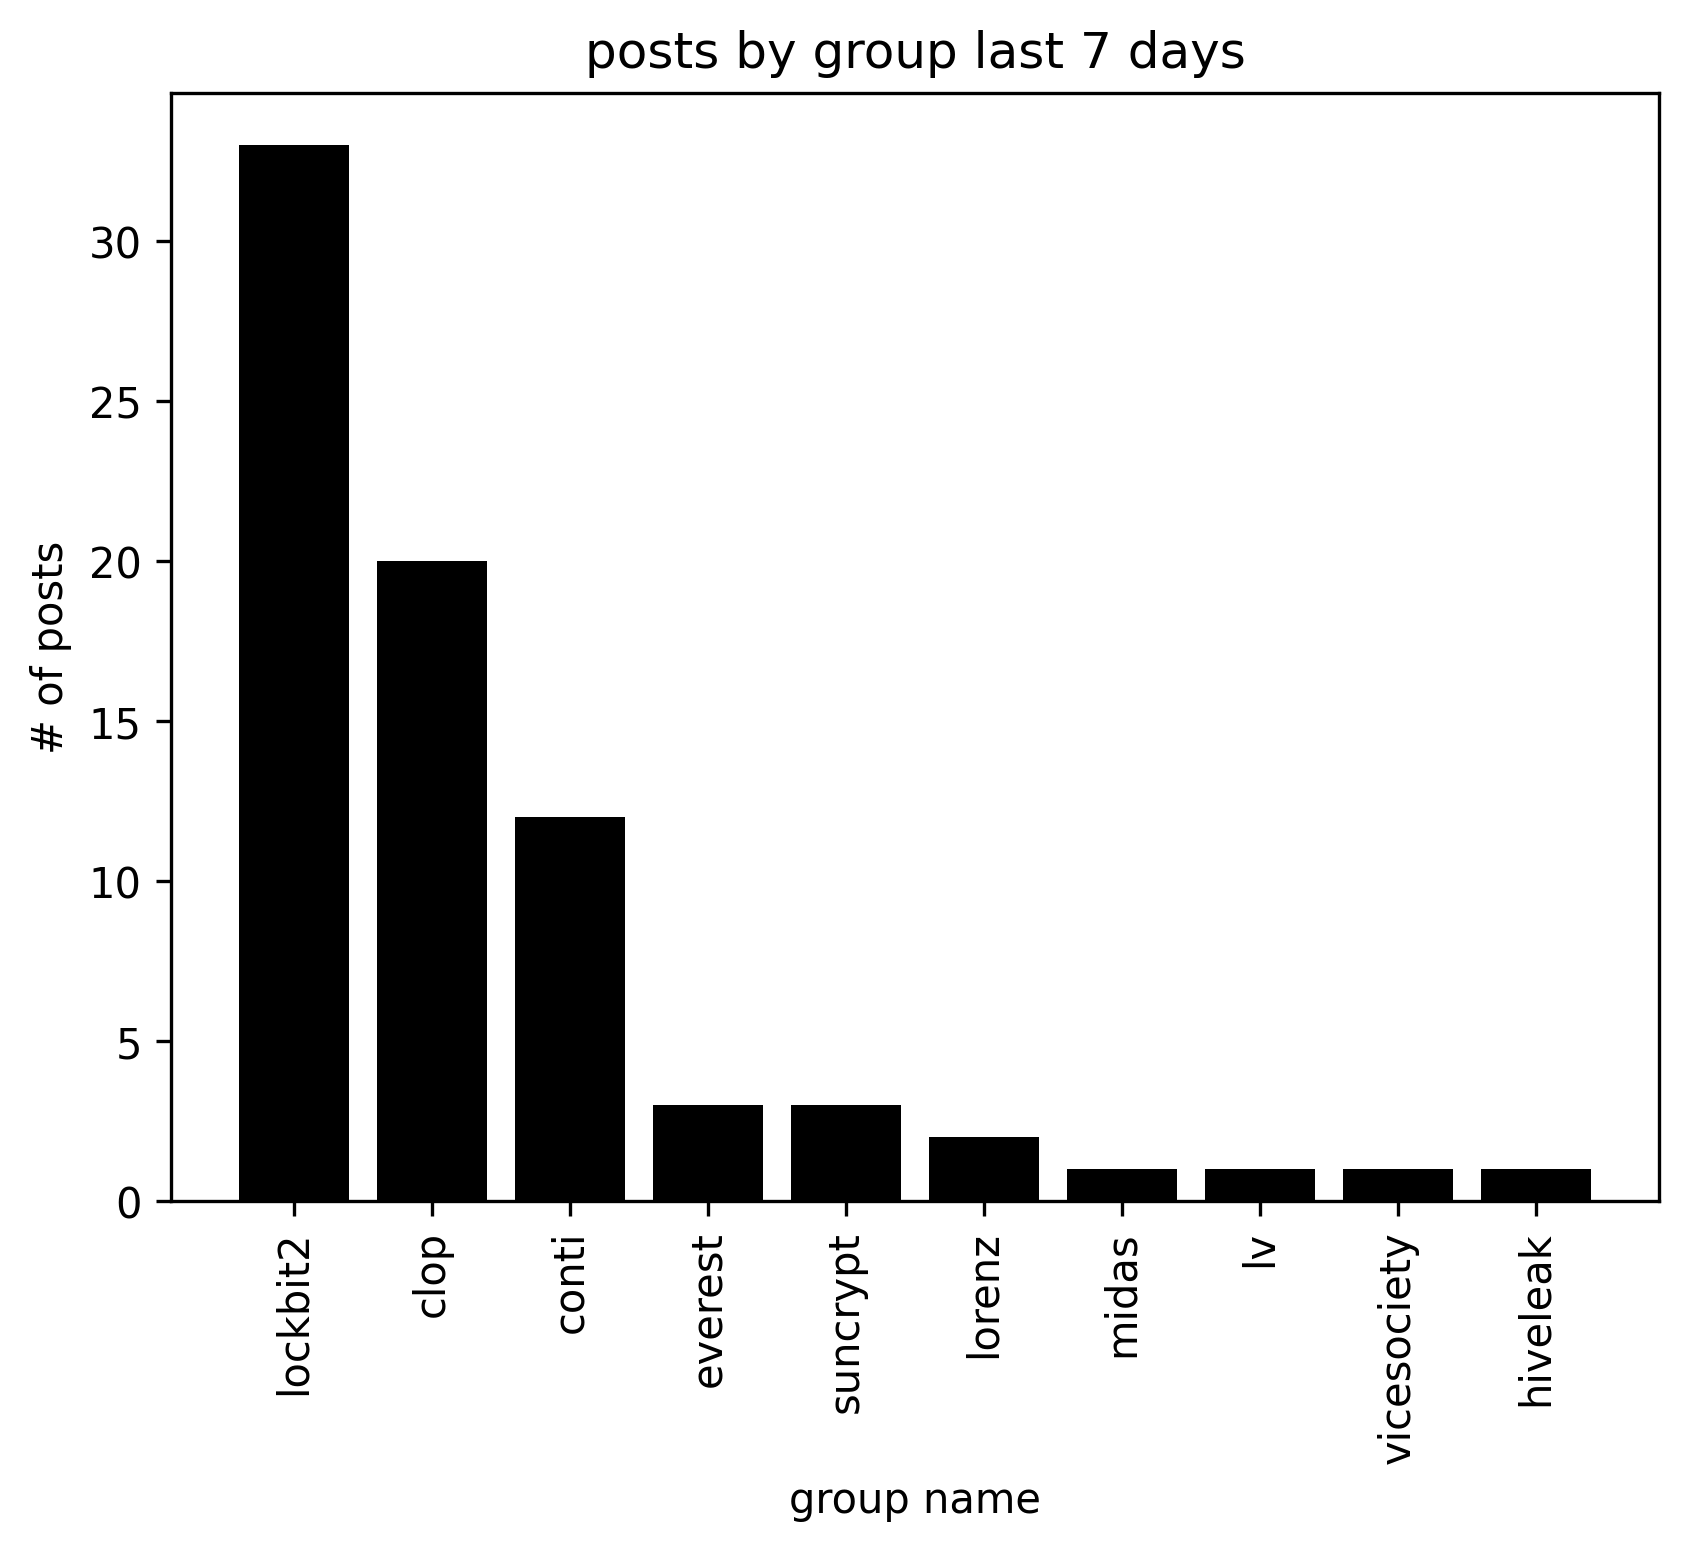 posts by group last 7 days
# of posts
30
25
20
15
10
5
0
lockbit2
clop
conti
everest
suncrypt
lorenz
midas
lv
vicesociety
hiveleak
group name